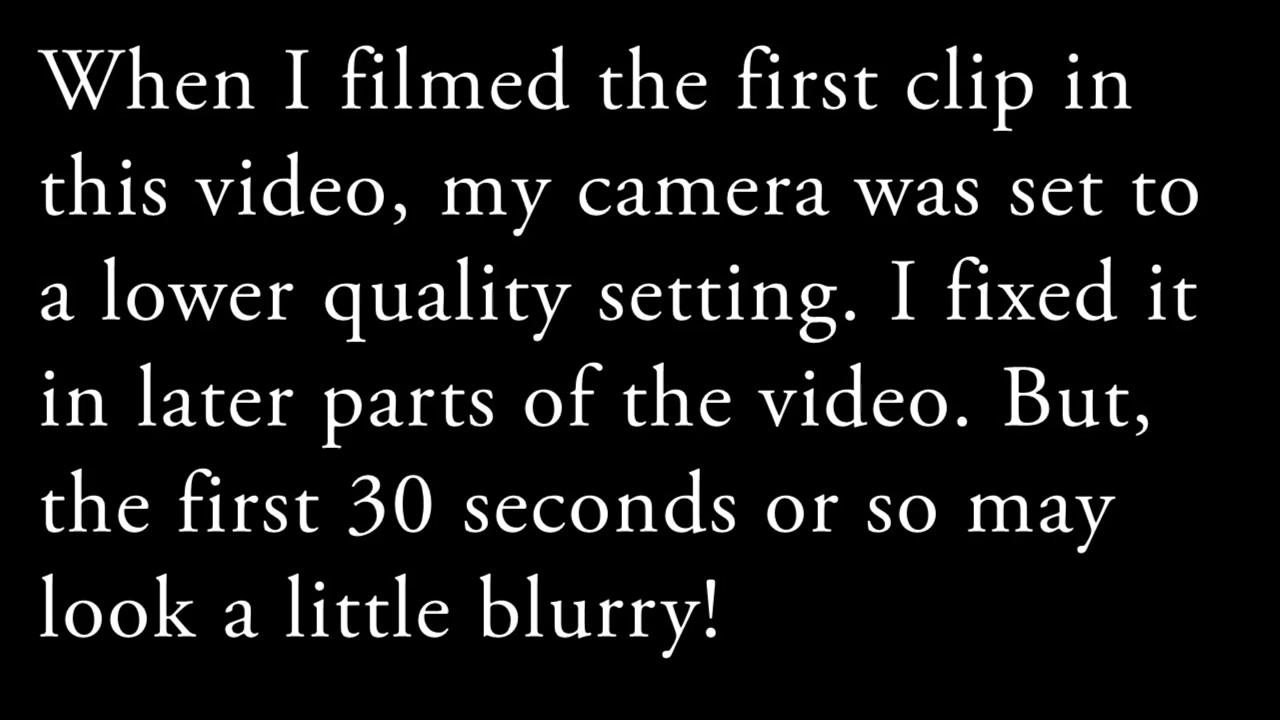 When I filmed the first clip in
this video, my camera was set to
a lower quality setting. I fixed it
in later parts of the video. But,
the first 30 seconds or so may
look a little blurry!